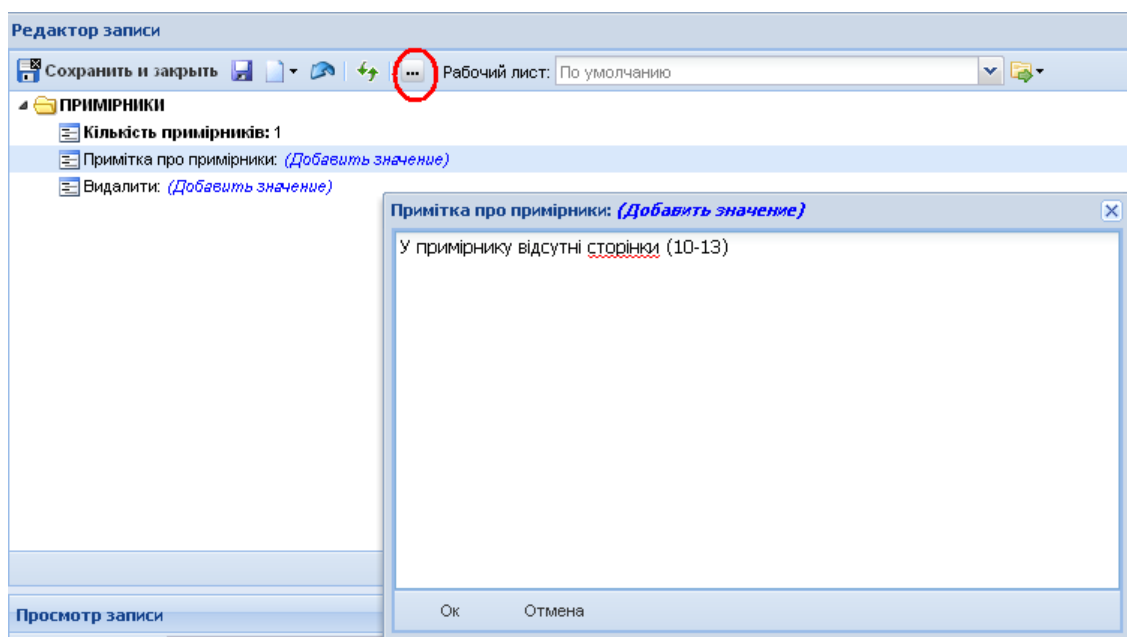 Редактор записи
Сохранить и закрыть ... Рабочий лист: По умолчанию
ПРИМІРНИКИ
Кількість примірників: 1
Примітка про примірники: (Добавить значение)
Видалити: (Добавить значение)
Примітка про примірники: (Добавить значение)
У примірнику відсутні сторінки (10-13)
Ок Отмена
Просмотр записи